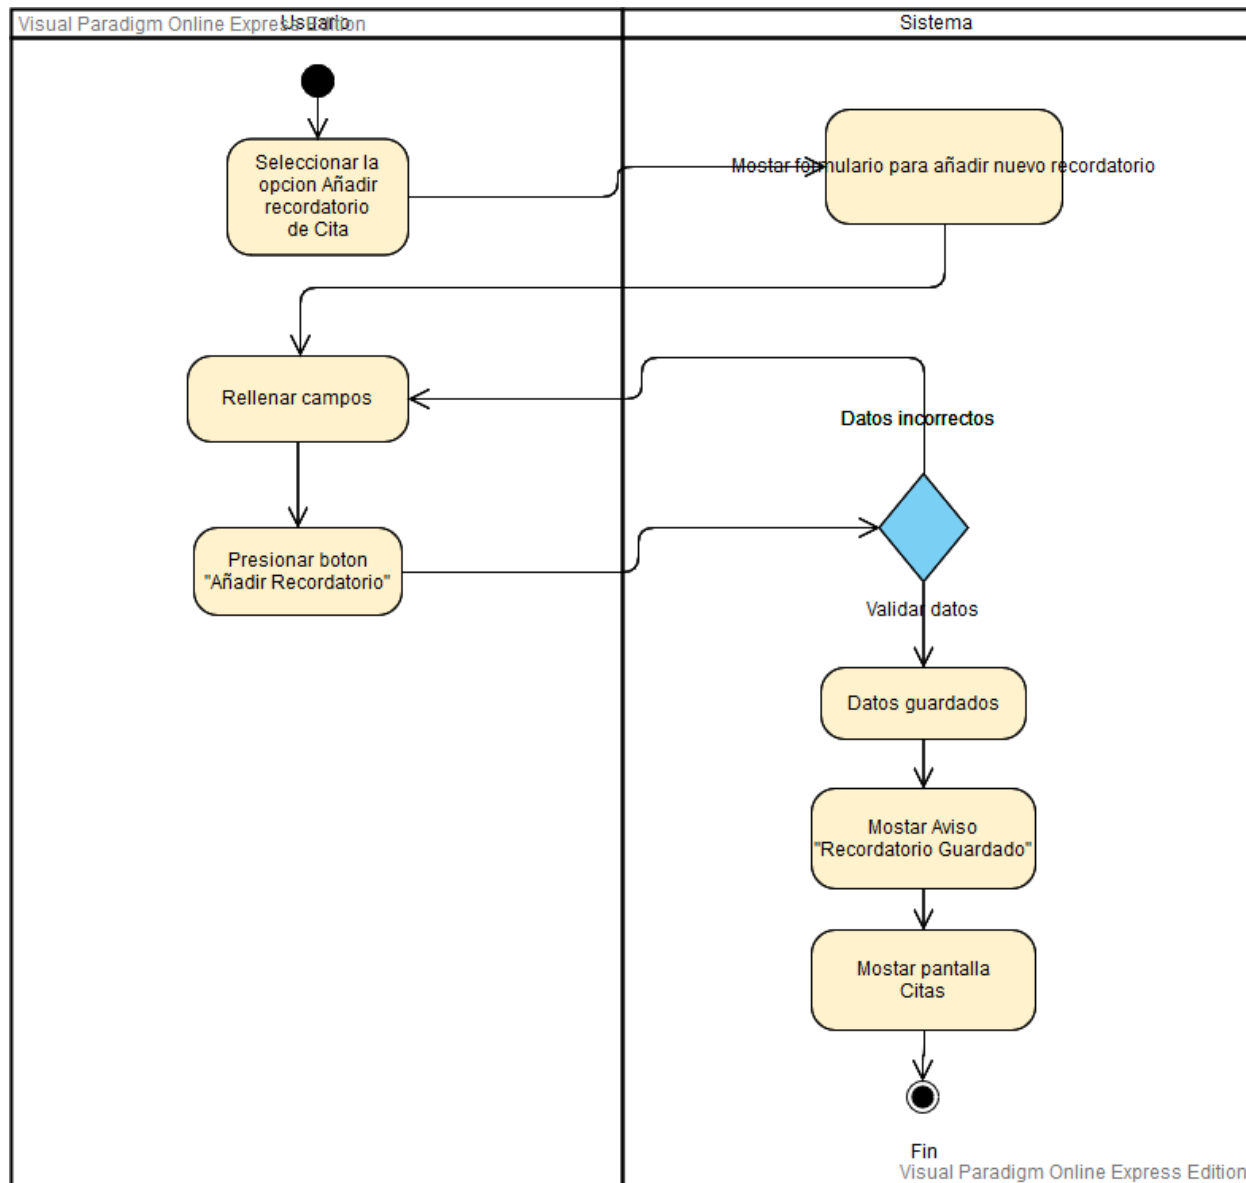 Visual Paradigm Online Express Edition
Usuario
Sistema
Seleccionar la
opcion Añadir
recordatorio
de Cita
Mostar formulario para añadir nuevo recordatorio
Rellenar campos
Datos incorrectos
Presionar boton
"Añadir Recordatorio"
Validar datos
Datos guardados
Mostar Aviso
"Recordatorio Guardado"
Mostar pantalla
Citas
Fin
Visual Paradigm Online Express Edition